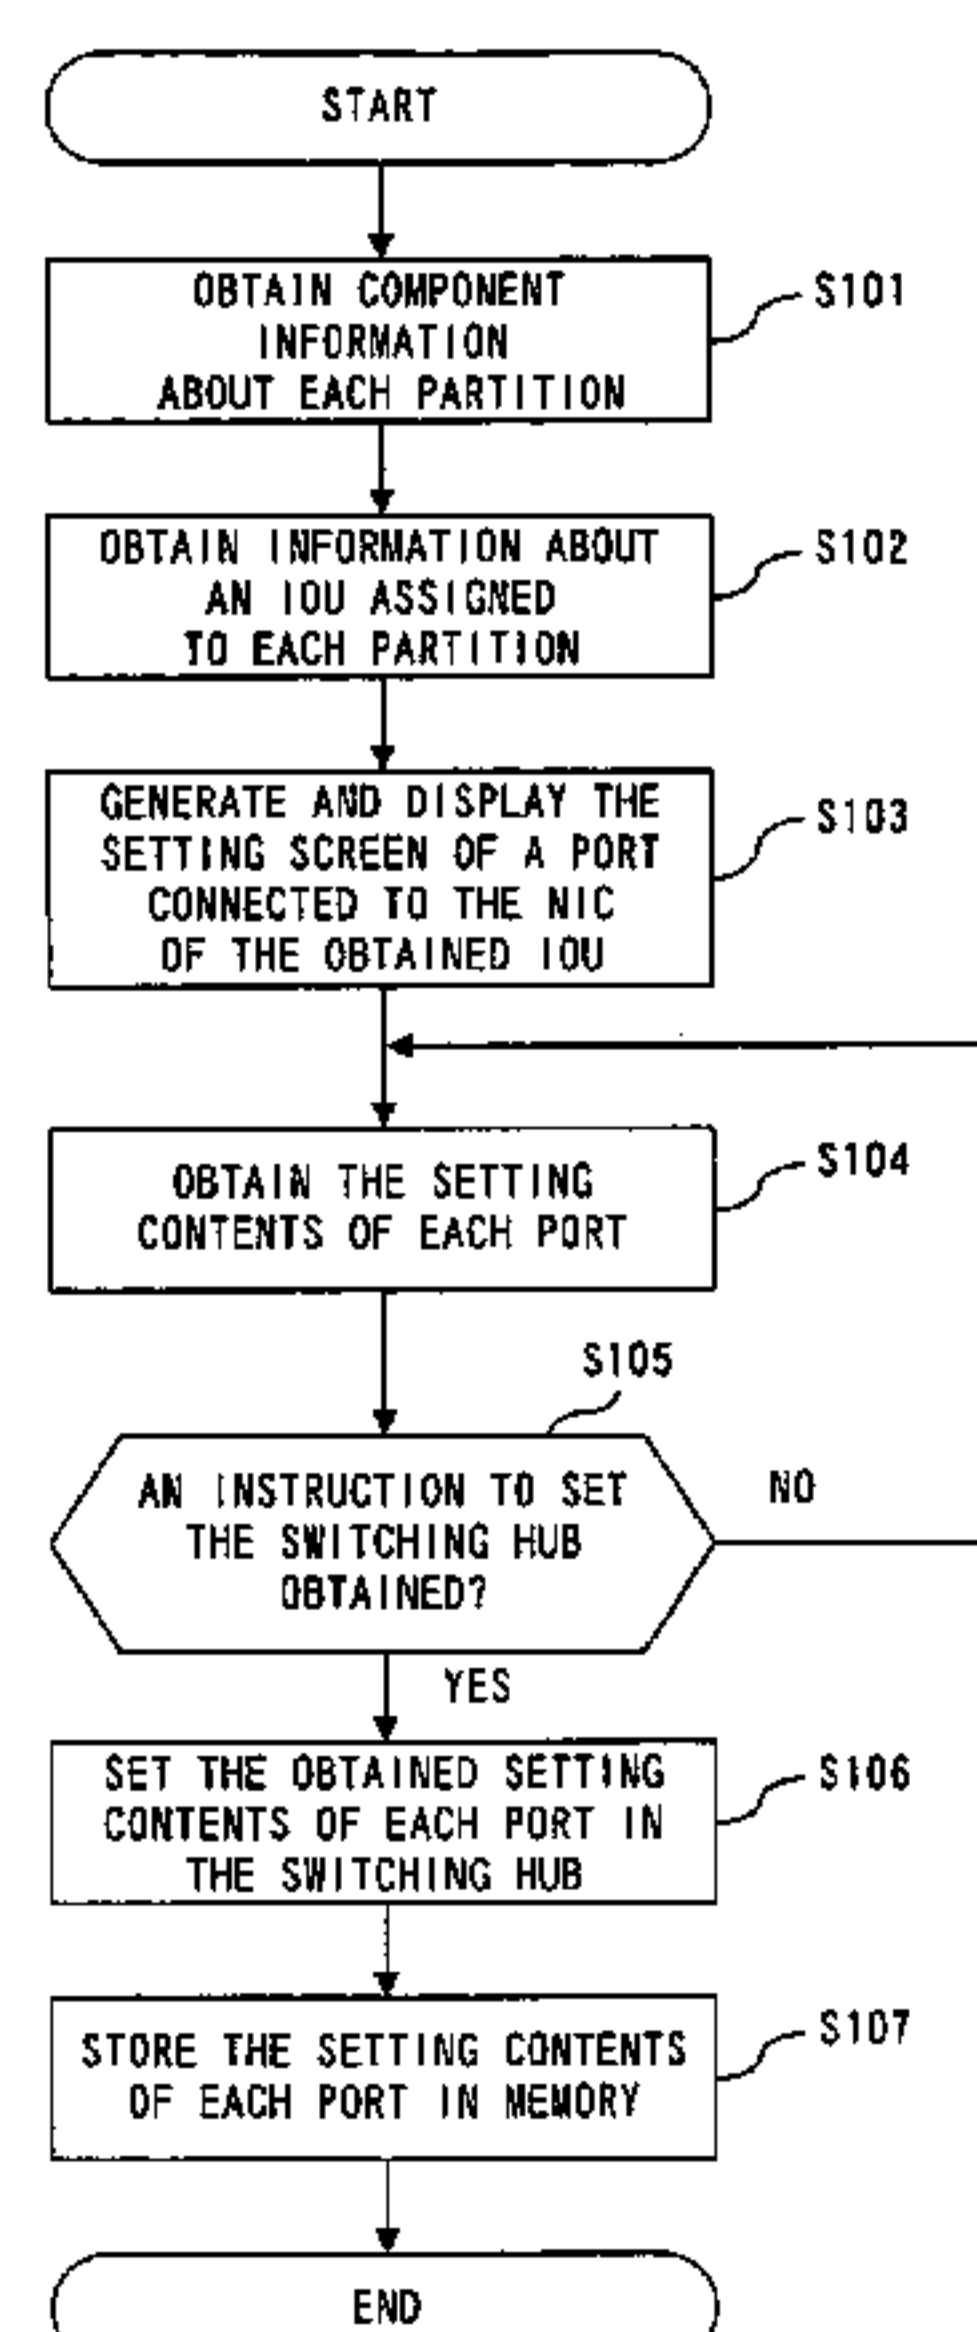 START
OBTAIN COMPONENT
INFORMATION
ABOUT EACH PARTITION
S101
OBTAIN INFORMATION ABOUT
AN IOU ASSIGNED
TO EACH PARTITION
S102
GENERATE AND DISPLAY THE
SETTING SCREEN OF A PORT
CONNECTED TO THE NIC
OF THE OBTAINED IOU
S103
OBTAIN THE SETTING
CONTENTS OF EACH PORT
S104
S105
AN INSTRUCTION TO SET
THE SWITCHING HUB
OBTAINED?
NO
YES
SET THE OBTAINED SETTING
CONTENTS OF EACH PORT IN
THE SWITCHING HUB
S106
STORE THE SETTING CONTENTS
OF EACH PORT IN MEMORY
S107
END